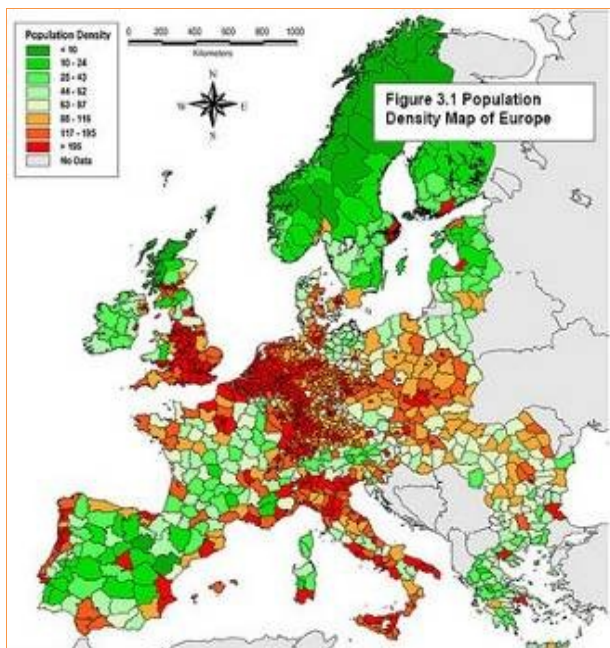 Population Density
< 10
10 - 24
25 - 43
44 - 62
63 - 87
88 - 116
117 - 195
> 195
No Data
0 200 400 600 800 1000
Kilometers
N
W E
S
Figure 3.1 Population
Density Map of Europe